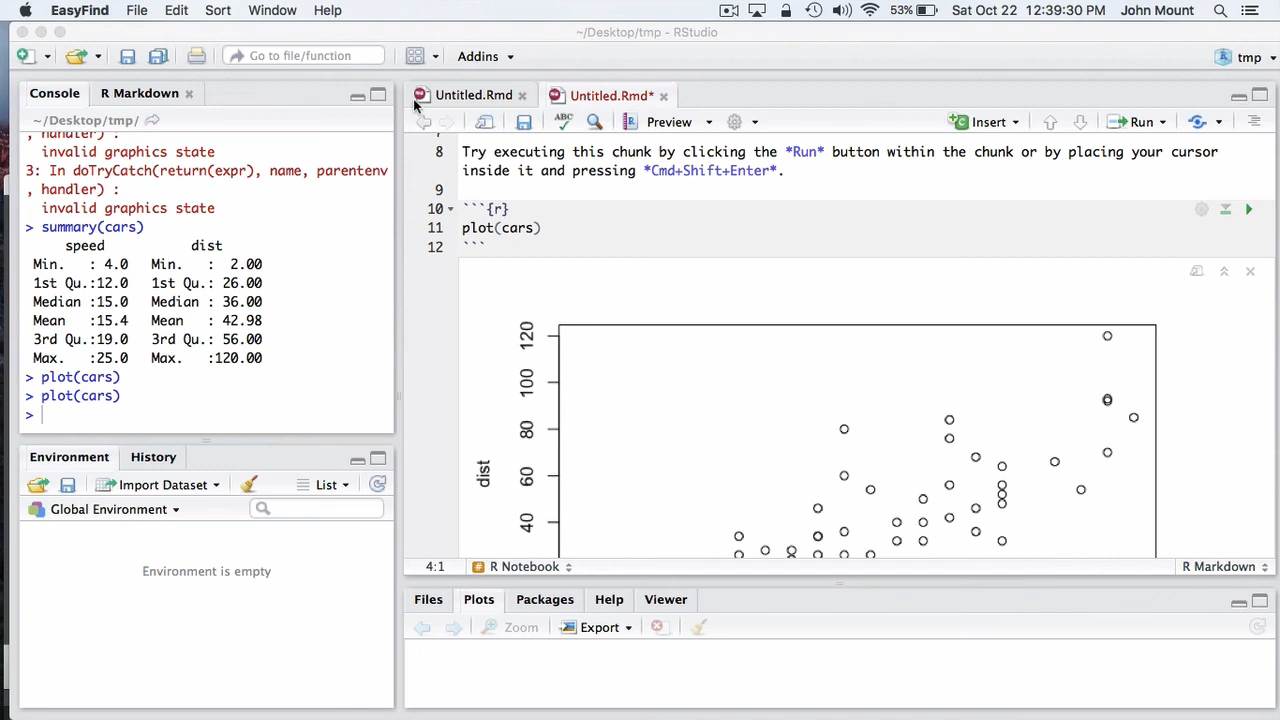 EasyFind File Edit Sort Window Help 53% Sat Oct 22 12:39:30 PM John Mount
~/Desktop/tmp - RStudio
Go to file/function Addins tmp
Console R Markdown
~/Desktop/tmp/
, handler) :
invalid graphics state
3: In doTryCatch(return(expr), name, parentenv
, handler) :
invalid graphics state
> summary(cars)
speed dist
Min. : 4.0 Min. : 2.00
1st Qu.:12.0 1st Qu.: 26.00
Median :15.0 Median : 36.00
Mean :15.4 Mean : 42.98
3rd Qu.:19.0 3rd Qu.: 56.00
Max. :25.0 Max. :120.00
> plot(cars)
> plot(cars)
>
Environment History
Import Dataset List
Global Environment
Environment is empty
Untitled.Rmd Untitled.Rmd*
ABC Preview Insert Run
8 Try executing this chunk by clicking the *Run* button within the chunk or by placing your cursor
inside it and pressing *Cmd+Shift+Enter*.
9
10 ```{r}
11 plot(cars)
12 ```
120
100
80
60
40
dist
4:1 R Notebook R Markdown
Files Plots Packages Help Viewer
Zoom Export